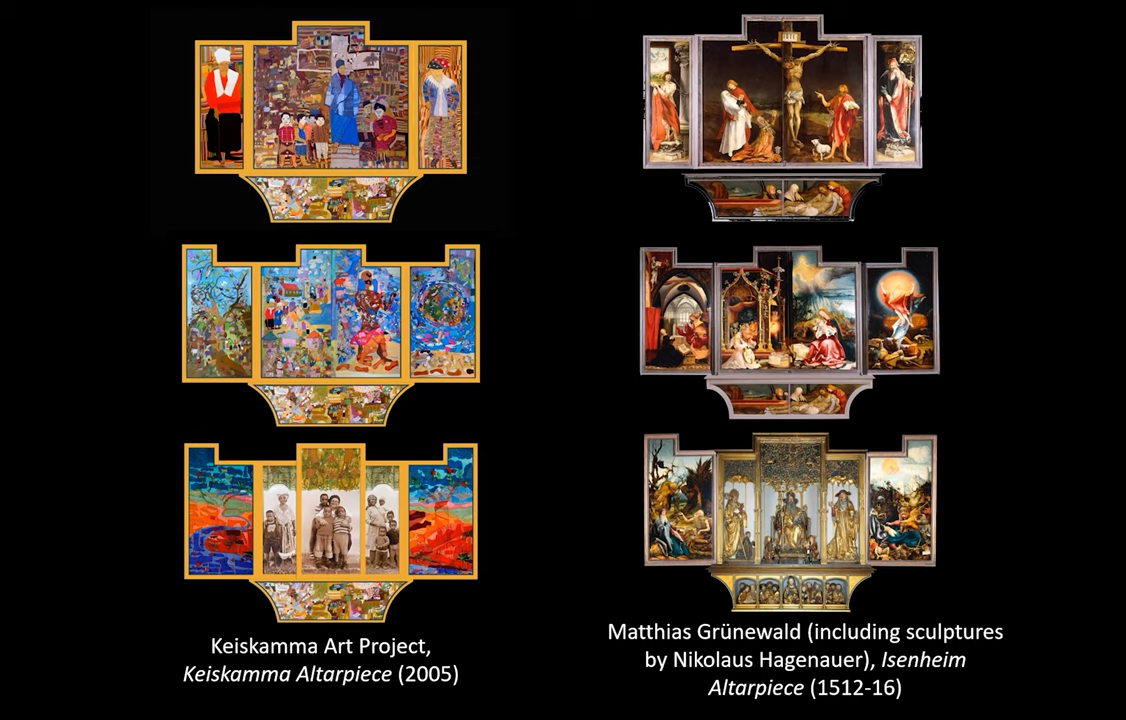 Keiskamma Art Project,
Keiskamma Altarpiece (2005)
Matthias Grünewald (including sculptures
by Nikolaus Hagenauer), Isenheim
Altarpiece (1512-16)